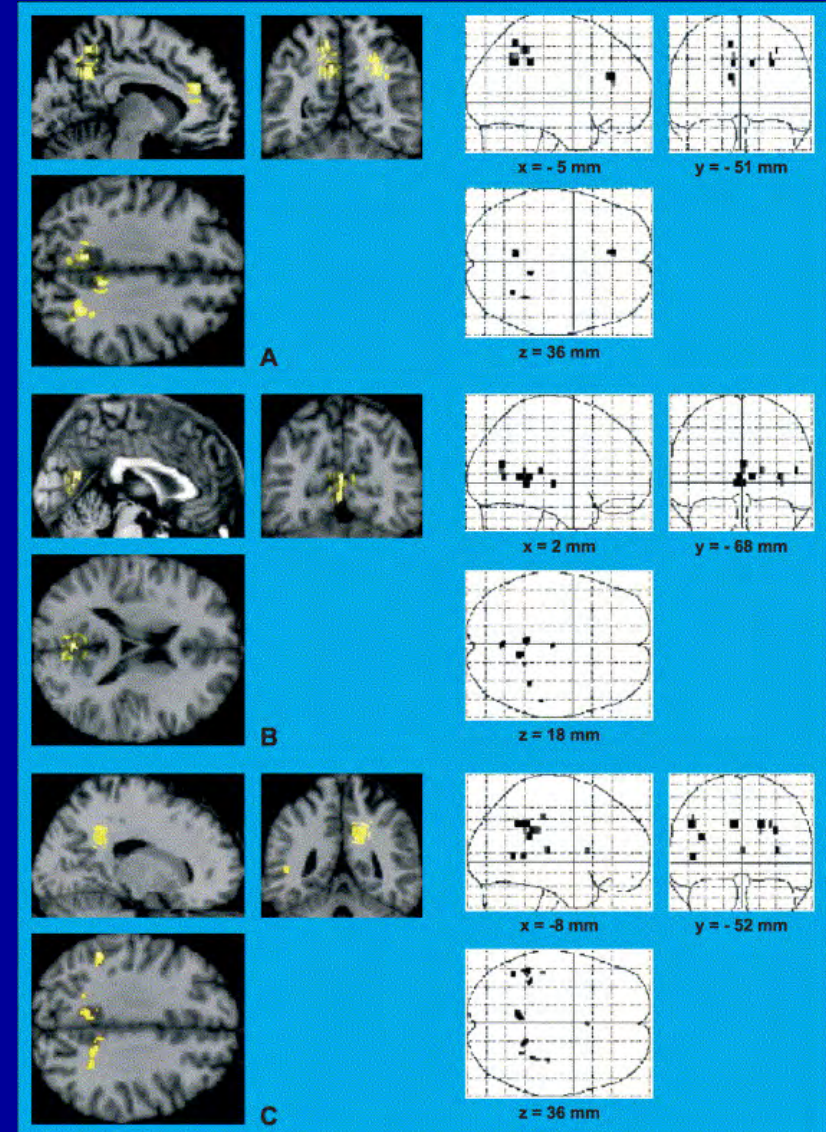 x = - 5 mm
y = - 51 mm
z = 36 mm
A
x = 2 mm
y = - 68 mm
z = 18 mm
B
x = -8 mm
y = - 52 mm
z = 36 mm
C